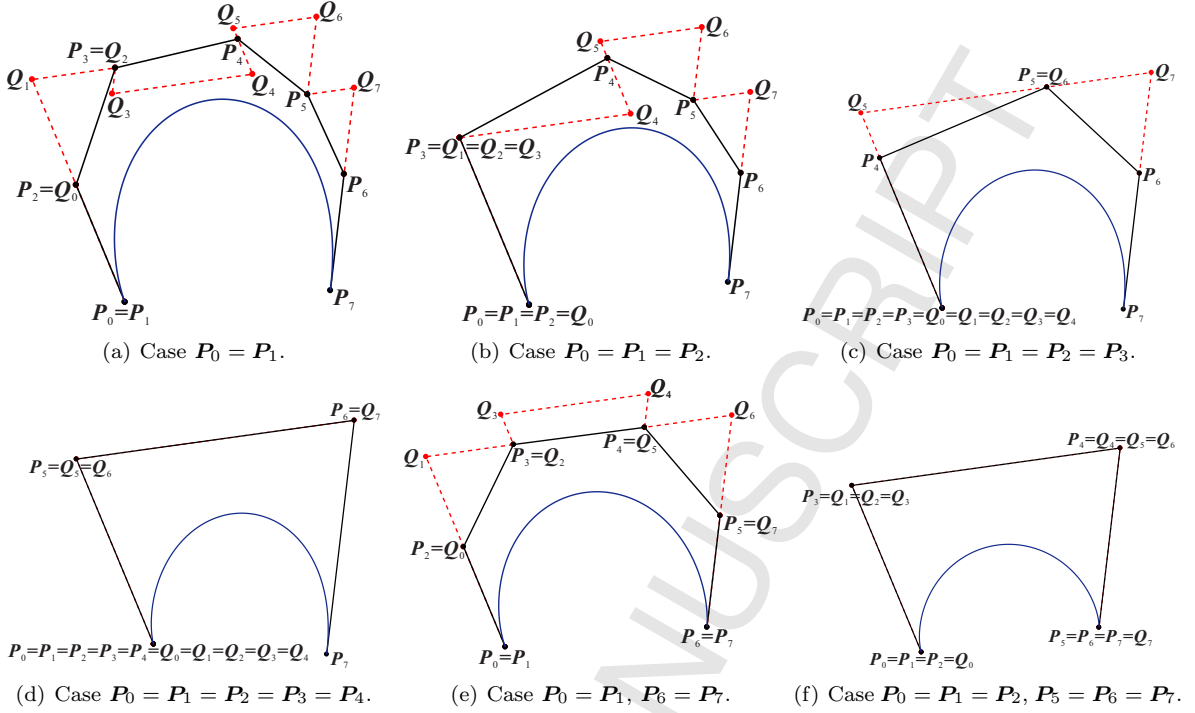 Q₅ Q₆
P₃=Q₂ P₄
Q₁ Q₃ Q₄ P₅ Q₇
P₂=Q₀ P₆
P₀=P₁ P₇
(a) Case P₀ = P₁.
Q₅ Q₆
P₄ Q₇
Q₄ P₅
P₃=Q₁=Q₂=Q₃ P₆
P₀=P₁=P₂=Q₀ P₇
(b) Case P₀ = P₁ = P₂.
P₅=Q₆ Q₇
Q₅
P₄ P₆
P₀=P₁=P₂=P₃=Q₀=Q₁=Q₂=Q₃=Q₄ P₇
(c) Case P₀ = P₁ = P₂ = P₃.
P₆=Q₇
P₅=Q₅=Q₆
P₀=P₁=P₂=P₃=P₄=Q₀=Q₁=Q₂=Q₃=Q₄ P₇
(d) Case P₀ = P₁ = P₂ = P₃ = P₄.
Q₃ Q₄ Q₆
Q₁ P₃=Q₂ P₄=Q₅
P₂=Q₀ P₅=Q₇
P₀=P₁ P₆=P₇
(e) Case P₀ = P₁, P₆ = P₇.
P₄=Q₄=Q₅=Q₆
P₃=Q₁=Q₂=Q₃
P₀=P₁=P₂=Q₀ P₅=P₆=P₇=Q₇
(f) Case P₀ = P₁ = P₂, P₅ = P₆ = P₇.
NUSCRIPT